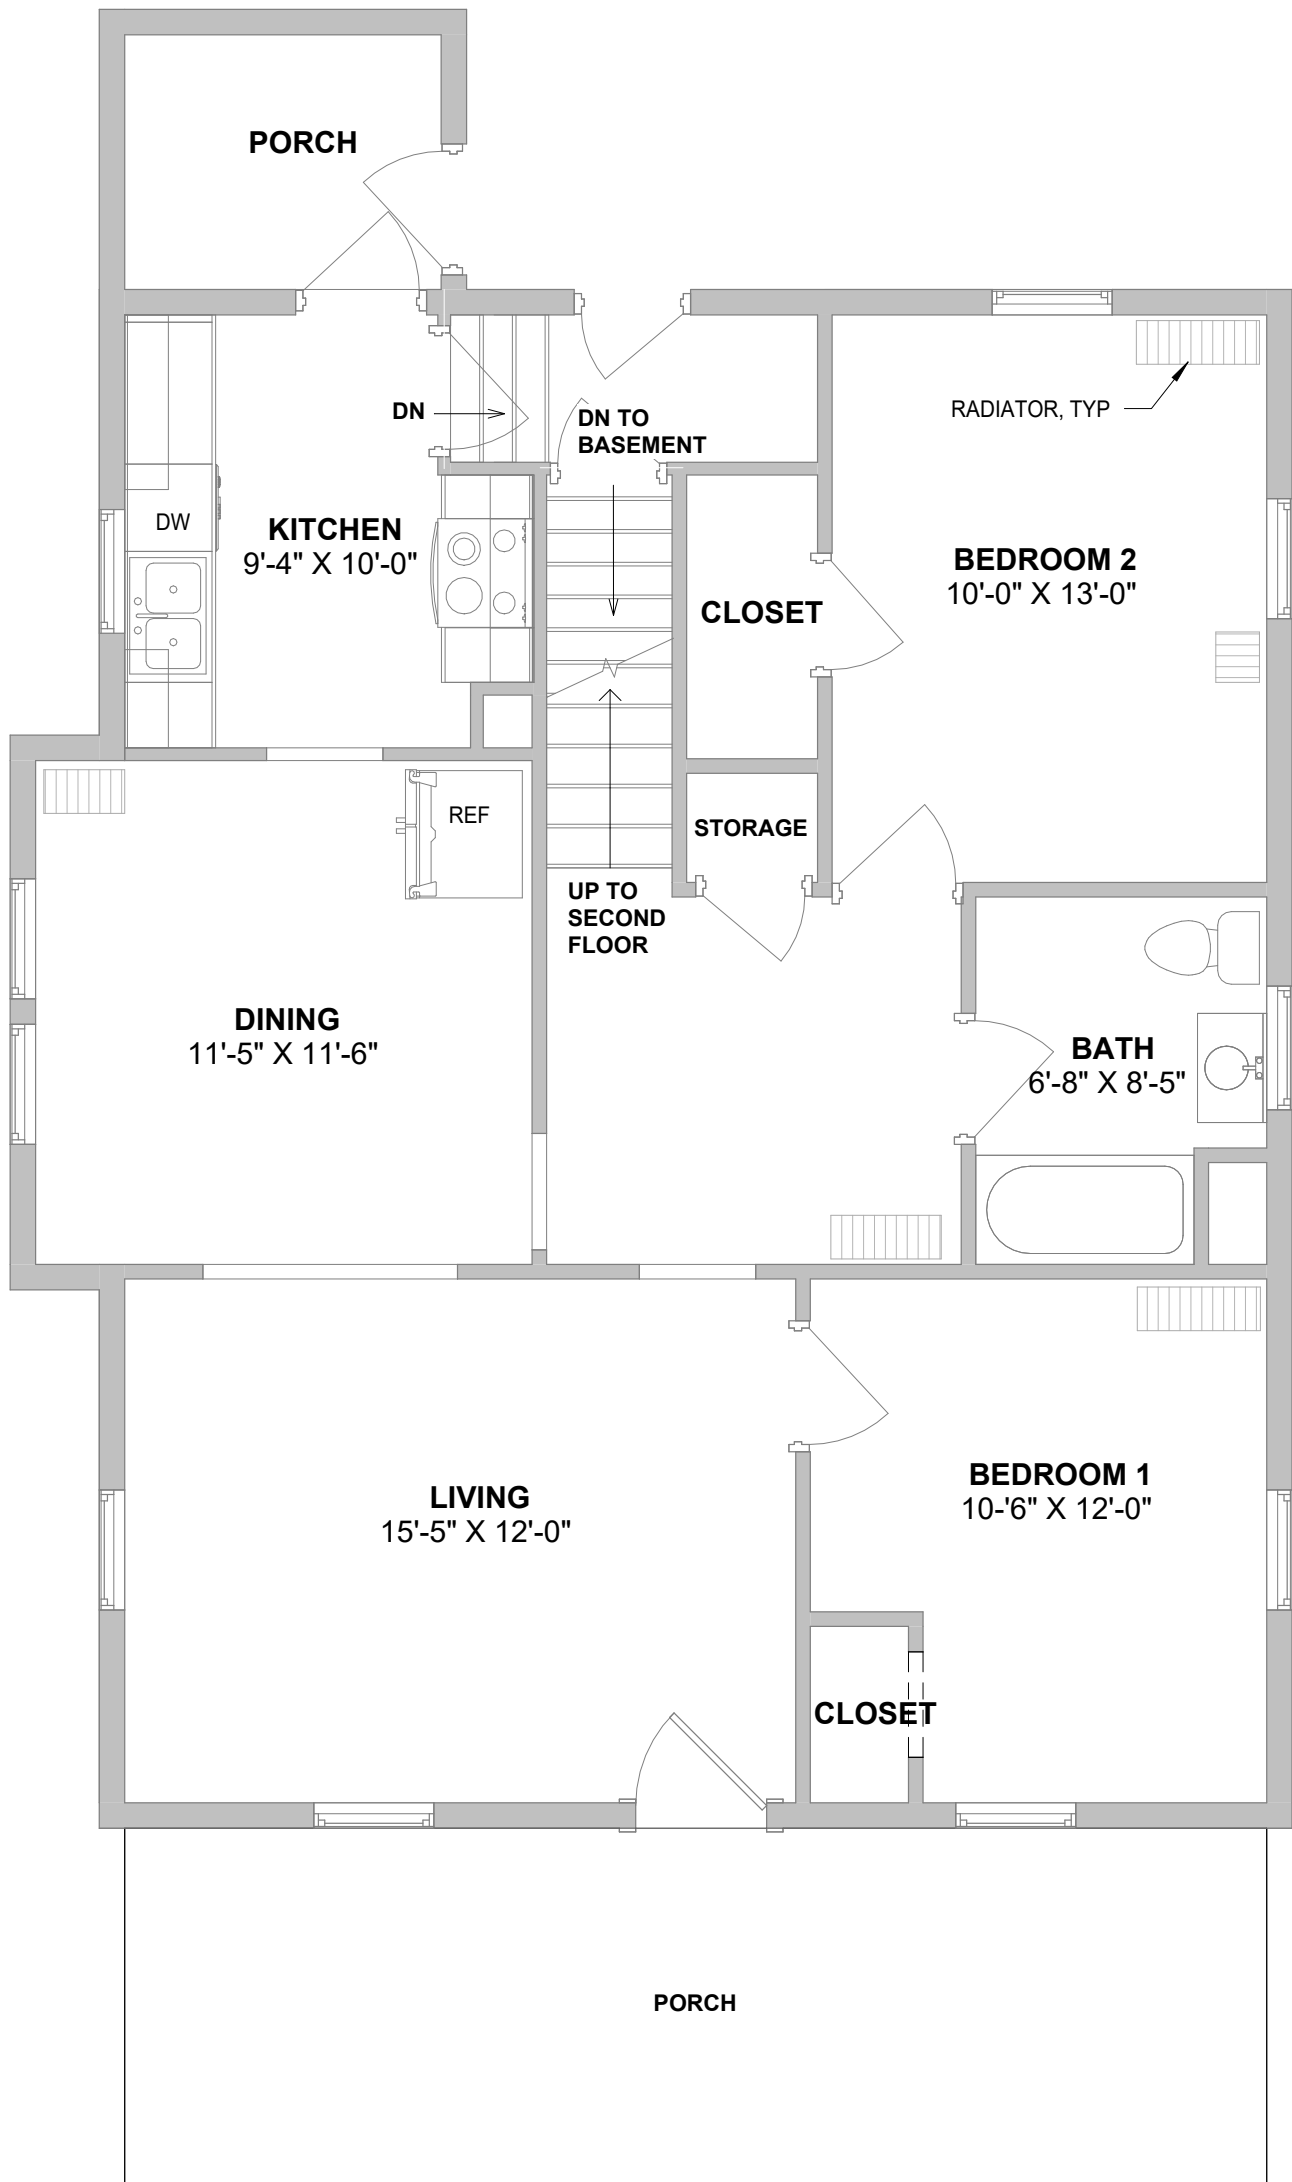 PORCH
RADIATOR, TYP
DN
DN TO
BASEMENT
DW
KITCHEN
9'-4" X 10'-0"
BEDROOM 2
10'-0" X 13'-0"
CLOSET
REF
STORAGE
UP TO
SECOND
FLOOR
DINING
11'-5" X 11'-6"
BATH
6'-8" X 8'-5"
BEDROOM 1
10-'6" X 12'-0"
LIVING
15'-5" X 12'-0"
CLOSET
PORCH